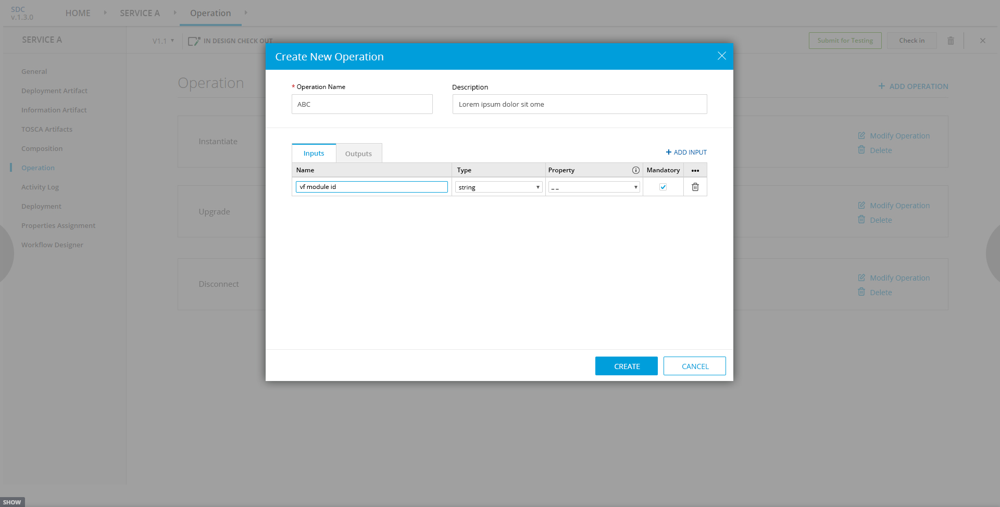 SDC
v.1.3.0
HOME
SERVICE A
Operation
SERVICE A
V1.1
IN DESIGN CHECK OUT
Submit for Testing
Check in
General
Deployment Artifact
Information Artifact
TOSCA Artifacts
Composition
Operation
Activity Log
Deployment
Properties Assignment
Workflow Designer
Operation
+ ADD OPERATION
Instantiate
Modify Operation
Delete
Upgrade
Modify Operation
Delete
Disconnect
Modify Operation
Delete
Create New Operation
* Operation Name
Description
ABC
Lorem ipsum dolor sit ome
Inputs
Outputs
+ ADD INPUT
Name
Type
Property
Mandatory
•••
vf module id
string
_ _
CREATE
CANCEL
SHOW